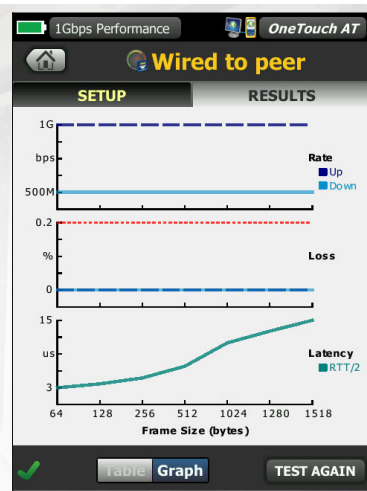 1Gbps Performance OneTouch AT
Wired to peer
SETUP RESULTS
1G
bps
500M
Rate
Up
Down
0.2
%
0
Loss
15
us
3
Latency
RTT/2
64 128 256 512 1024 1280 1518
Frame Size (bytes)
Table Graph TEST AGAIN